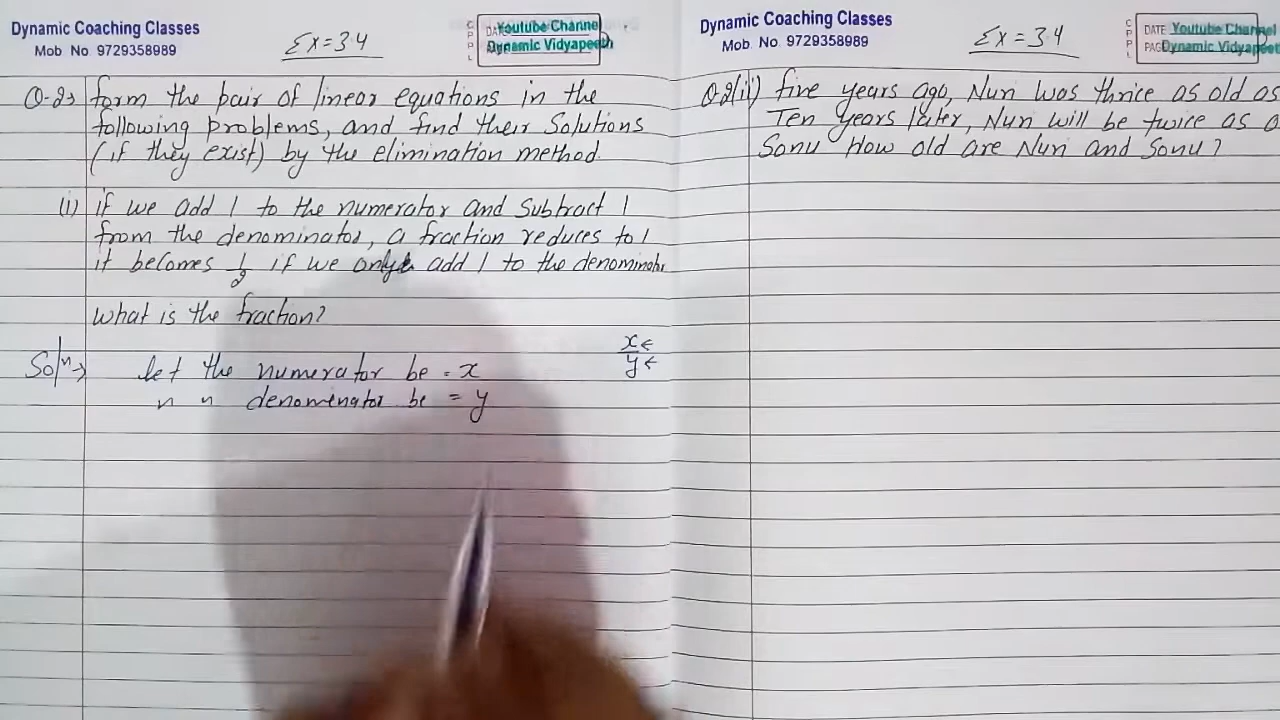 Dynamic Coaching Classes
Mob. No. 9729358989
Ex = 3.4
Youtube Channel
Dynamic Vidyapeeth
Q-2→ form the pair of linear equations in the
following problems, and find their Solutions
(if they exist) by the elimination method.
(i) if we add 1 to the numerator and Subtract 1
from the denominator, a fraction reduces to 1
it becomes 1/2 if we only add 1 to the denominator
What is the fraction?
Solⁿ→ let the numerator be = x
x←
y←
" " denomenator be = y
Dynamic Coaching Classes
Mob. No. 9729358989
Ex = 3.4
DATE Youtube Channel
PAGE Dynamic Vidyapeeth
Q-2(ii) five years ago, Nuri was thrice as old as
Ten years later, Nuri will be twice as o
Sonu How old are Nuri and Sonu?